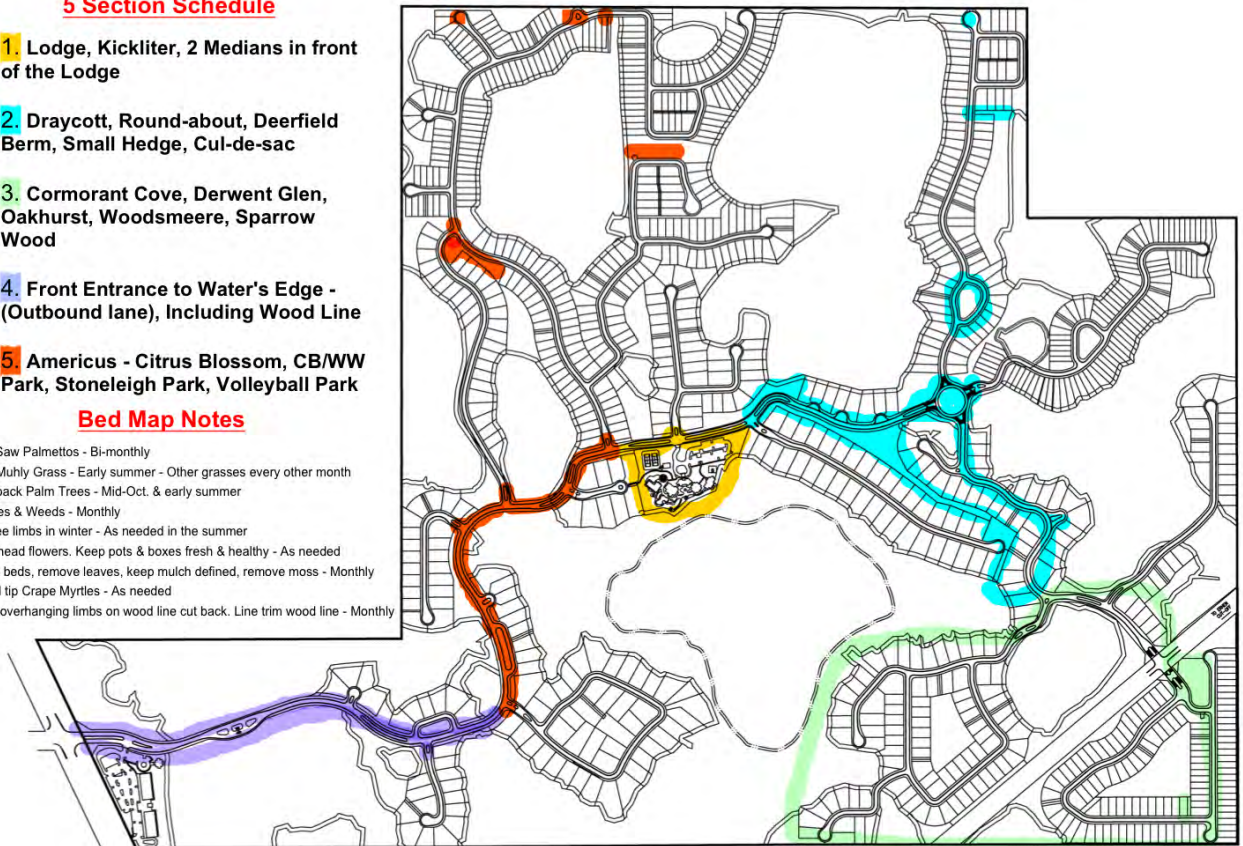 5 Section Schedule
1. Lodge, Kickliter, 2 Medians in front
of the Lodge
2. Draycott, Round-about, Deerfield
Berm, Small Hedge, Cul-de-sac
3. Cormorant Cove, Derwent Glen,
Oakhurst, Woodsmeere, Sparrow
Wood
4. Front Entrance to Water's Edge -
(Outbound lane), Including Wood Line
5. Americus - Citrus Blossom, CB/WW
Park, Stoneleigh Park, Volleyball Park
Bed Map Notes
Saw Palmettos - Bi-monthly
Muhly Grass - Early summer - Other grasses every other month
back Palm Trees - Mid-Oct. & early summer
es & Weeds - Monthly
ee limbs in winter - As needed in the summer
head flowers. Keep pots & boxes fresh & healthy - As needed
beds, remove leaves, keep mulch defined, remove moss - Monthly
tip Crape Myrtles - As needed
overhanging limbs on wood line cut back. Line trim wood line - Monthly